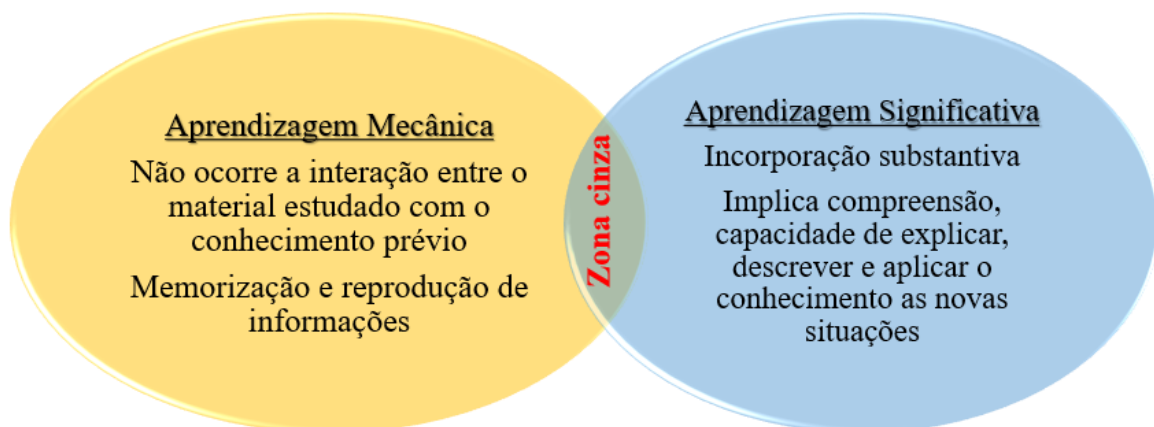 Aprendizagem Mecânica
Não ocorre a interação entre o
material estudado com o
conhecimento prévio
Memorização e reprodução de
informações
Zona cinza
Aprendizagem Significativa
Incorporação substantiva
Implica compreensão,
capacidade de explicar,
descrever e aplicar o
conhecimento as novas
situações